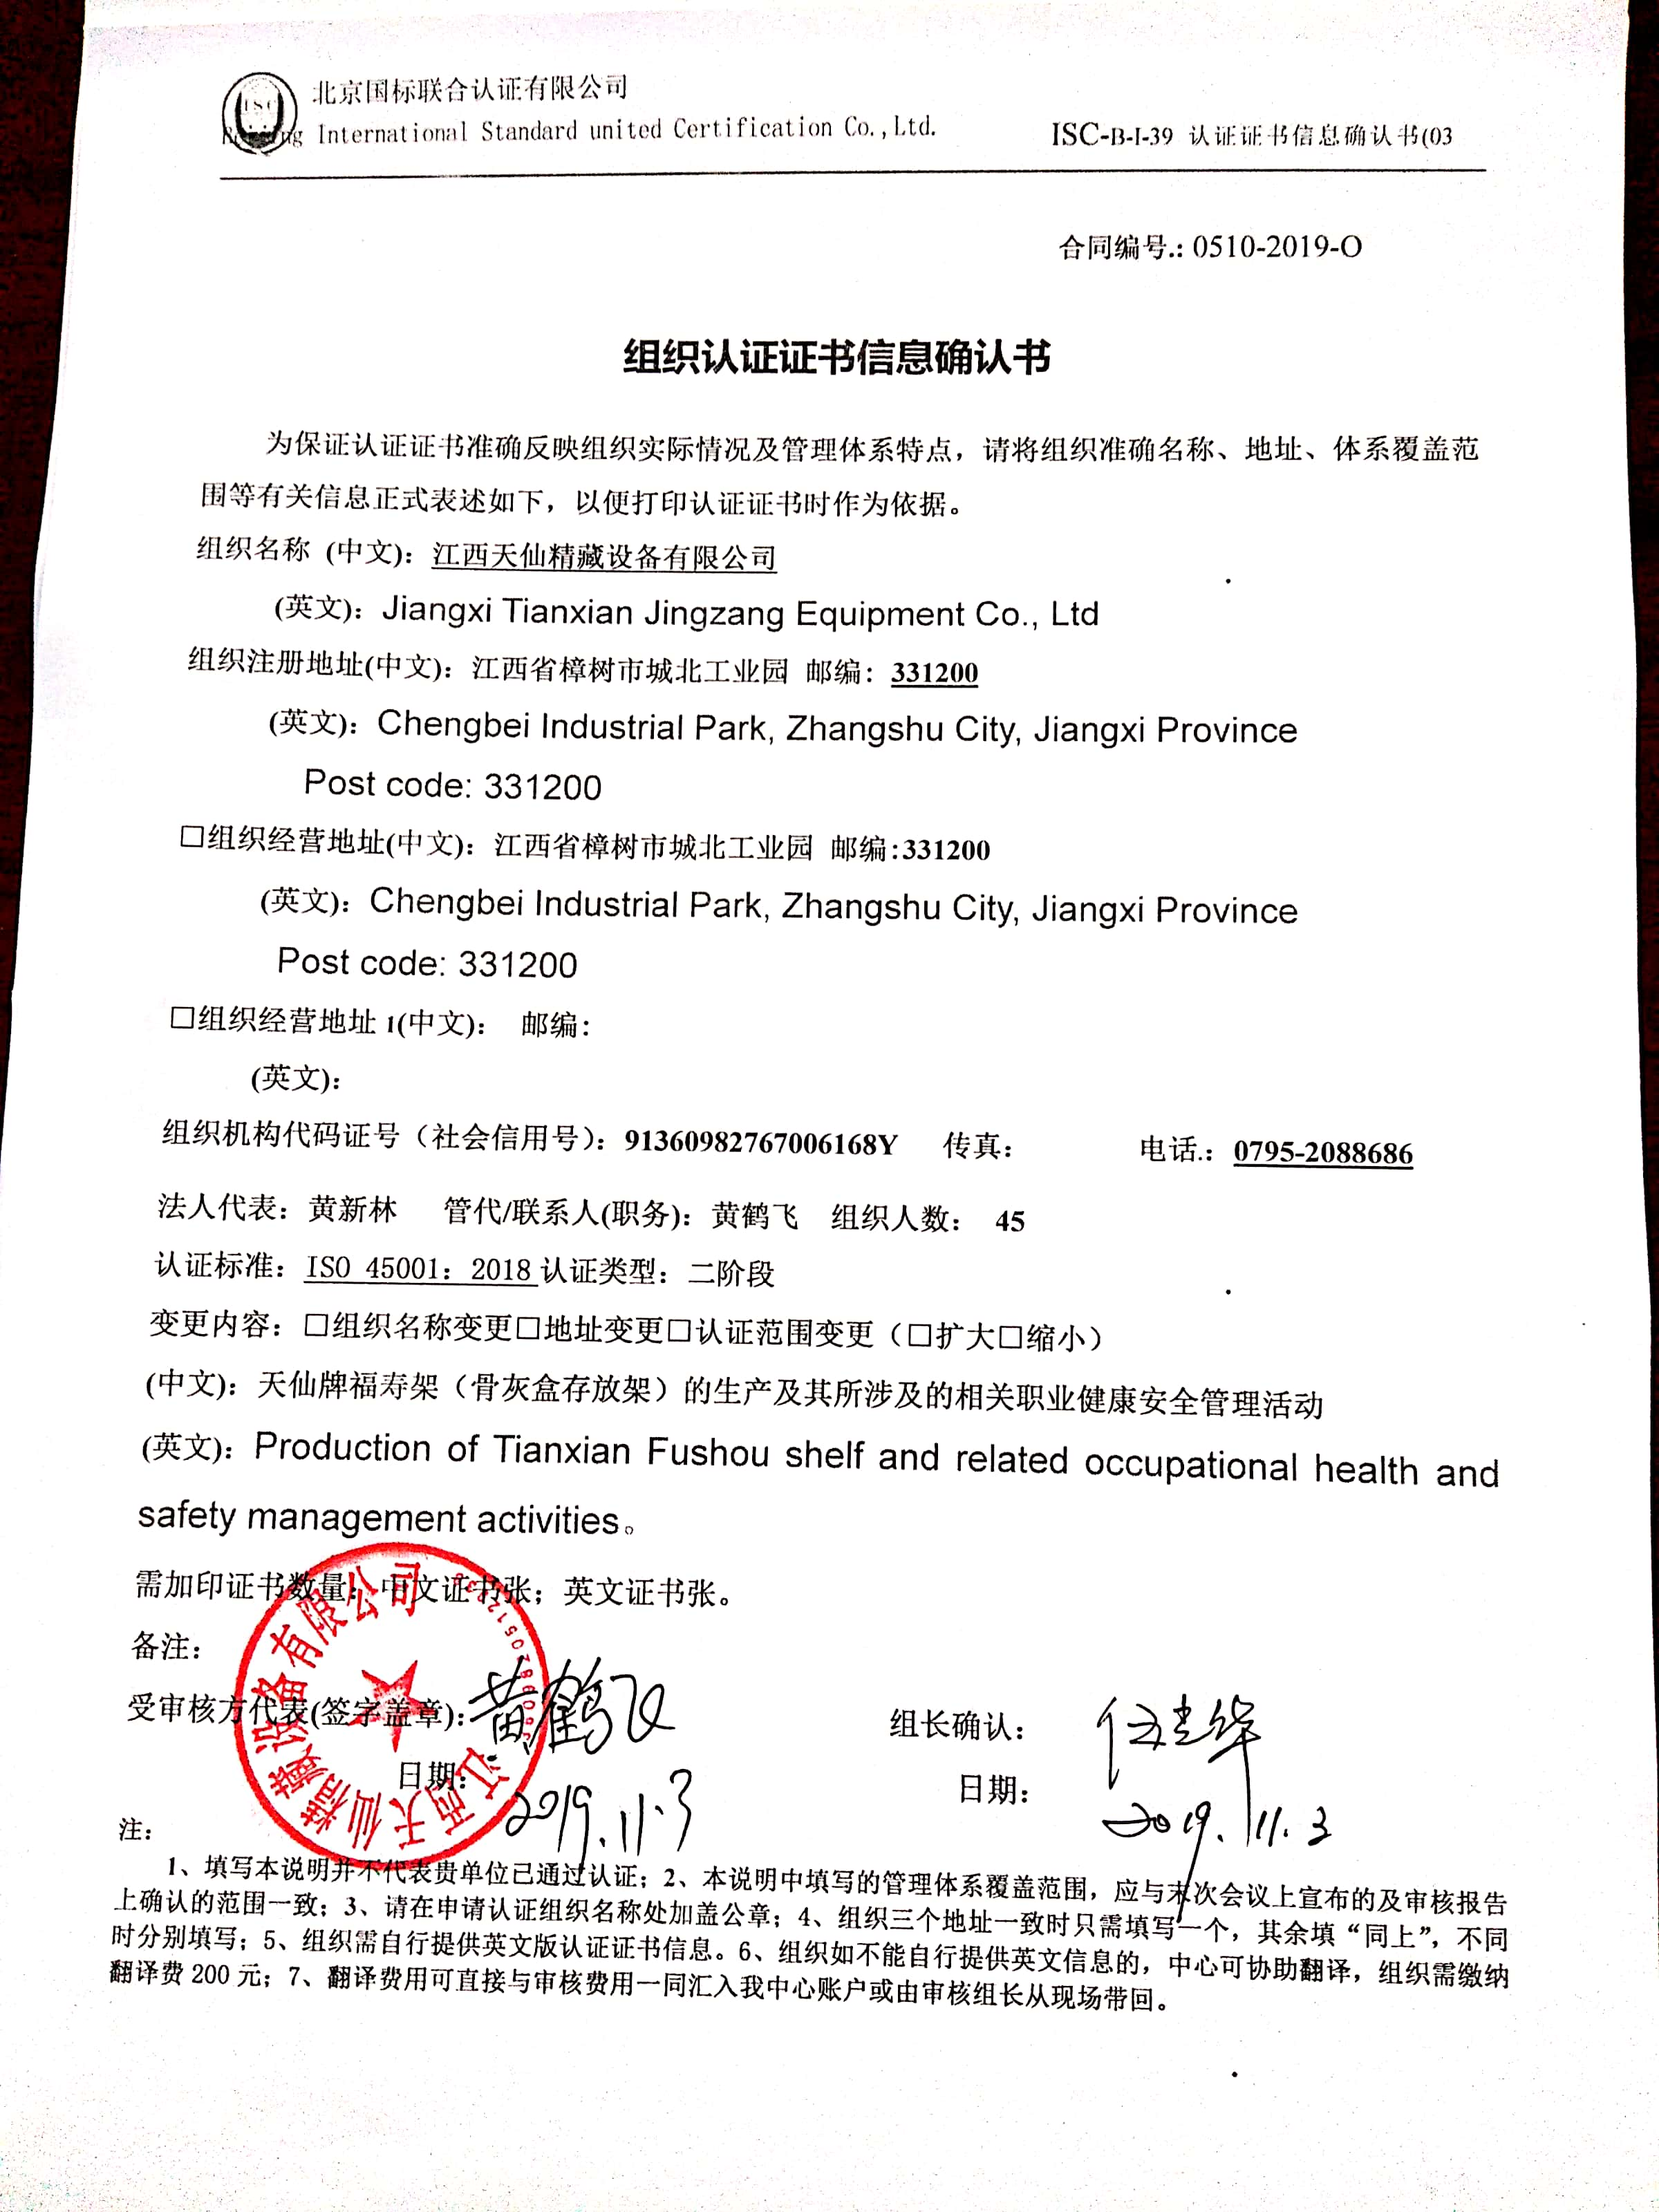 北京国标联合认证有限公司
Beijing International Standard united Certification Co.,Ltd.
ISC-B-I-39 认证证书信息确认书(03
合同编号.: 0510-2019-O
组织认证证书信息确认书
为保证认证证书准确反映组织实际情况及管理体系特点，请将组织准确名称、地址、体系覆盖范
围等有关信息正式表述如下，以便打印认证证书时作为依据。
组织名称 (中文)：江西天仙精藏设备有限公司
(英文)：Jiangxi Tianxian Jingzang Equipment Co., Ltd
组织注册地址(中文)：江西省樟树市城北工业园 邮编: 331200
(英文)：Chengbei Industrial Park, Zhangshu City, Jiangxi Province
Post code: 331200
□组织经营地址(中文)：江西省樟树市城北工业园 邮编:331200
(英文)：Chengbei Industrial Park, Zhangshu City, Jiangxi Province
Post code: 331200
□组织经营地址 1(中文)： 邮编:
(英文)：
组织机构代码证号（社会信用号）：91360982767006168Y 传真： 电话.：0795-2088686
法人代表：黄新林 管代/联系人(职务)：黄鹤飞 组织人数： 45
认证标准：ISO 45001：2018 认证类型：二阶段
变更内容：□组织名称变更□地址变更□认证范围变更（□扩大□缩小）
(中文)：天仙牌福寿架（骨灰盒存放架）的生产及其所涉及的相关职业健康安全管理活动
(英文)：Production of Tianxian Fushou shelf and related occupational health and
safety management activities。
需加印证书数量：中文证书张；英文证书张。
备注：
受审核方代表(签字盖章)：黄鹤飞 组长确认：
日期：2019.11.3 日期：2019.11.3
江西天仙精藏设备有限公司
注：
1、填写本说明并不代表贵单位已通过认证；2、本说明中填写的管理体系覆盖范围，应与末次会议上宣布的及审核报告
上确认的范围一致；3、请在申请认证组织名称处加盖公章；4、组织三个地址一致时只需填写一个，其余填“同上”，不同
时分别填写；5、组织需自行提供英文版认证证书信息。6、组织如不能自行提供英文信息的，中心可协助翻译，组织需缴纳
翻译费 200 元；7、翻译费用可直接与审核费用一同汇入我中心账户或由审核组长从现场带回。